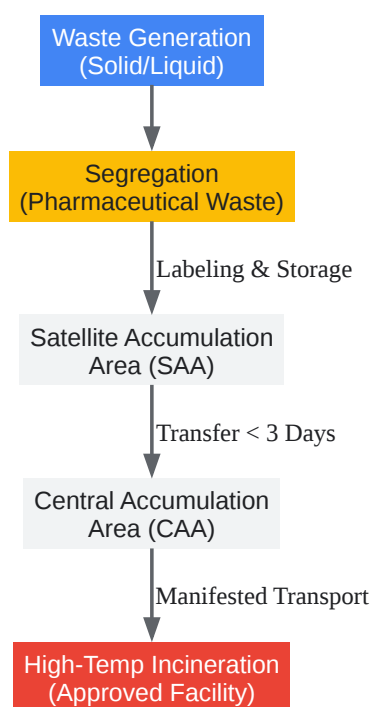 Waste Generation
(Solid/Liquid)
Segregation
(Pharmaceutical Waste)
Labeling & Storage
Satellite Accumulation
Area (SAA)
Transfer < 3 Days
Central Accumulation
Area (CAA)
Manifested Transport
High-Temp Incineration
(Approved Facility)